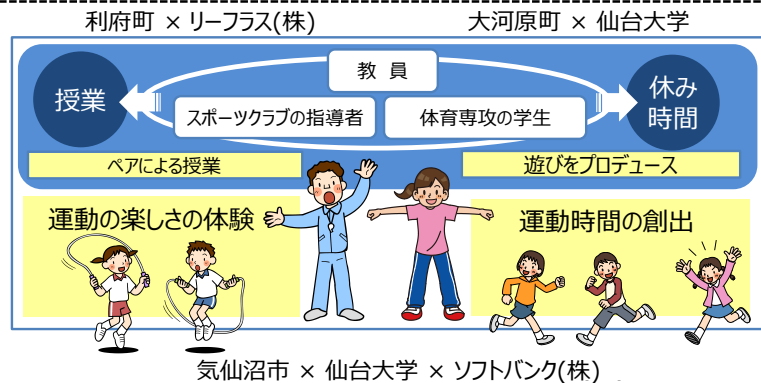 利府町 × リーフラス(株)
大河原町 × 仙台大学
教 員
授業
休み
時間
スポーツクラブの指導者
体育専攻の学生
ペアによる授業
遊びをプロデュース
運動の楽しさの体験
運動時間の創出
気仙沼市 × 仙台大学 × ソフトバンク(株)